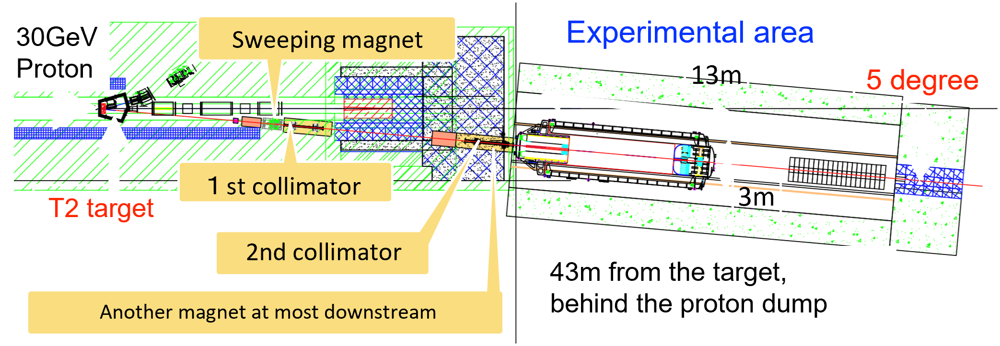 30GeV
Proton
Sweeping magnet
Experimental area
13m
5 degree
1 st collimator
T2 target
3m
2nd collimator
43m from the target,
behind the proton dump
Another magnet at most downstream